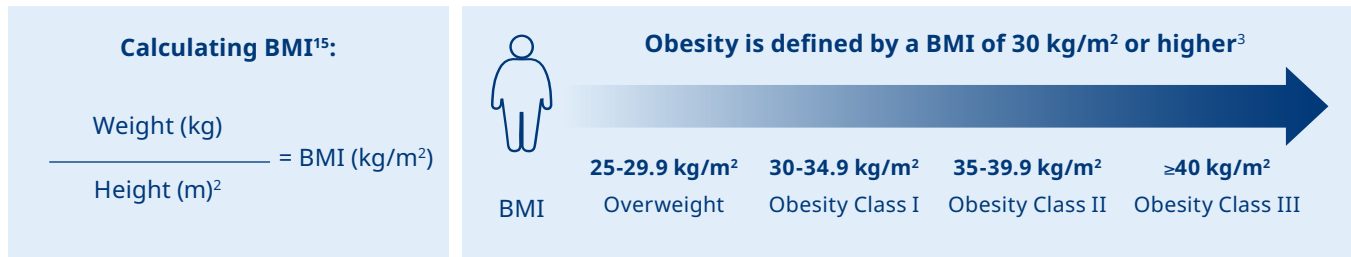 Calculating BMI¹⁵:
Weight (kg)
Height (m)²
= BMI (kg/m²)
Obesity is defined by a BMI of 30 kg/m² or higher³
BMI
25-29.9 kg/m² 30-34.9 kg/m² 35-39.9 kg/m² ≥40 kg/m²
Overweight Obesity Class I Obesity Class II Obesity Class III